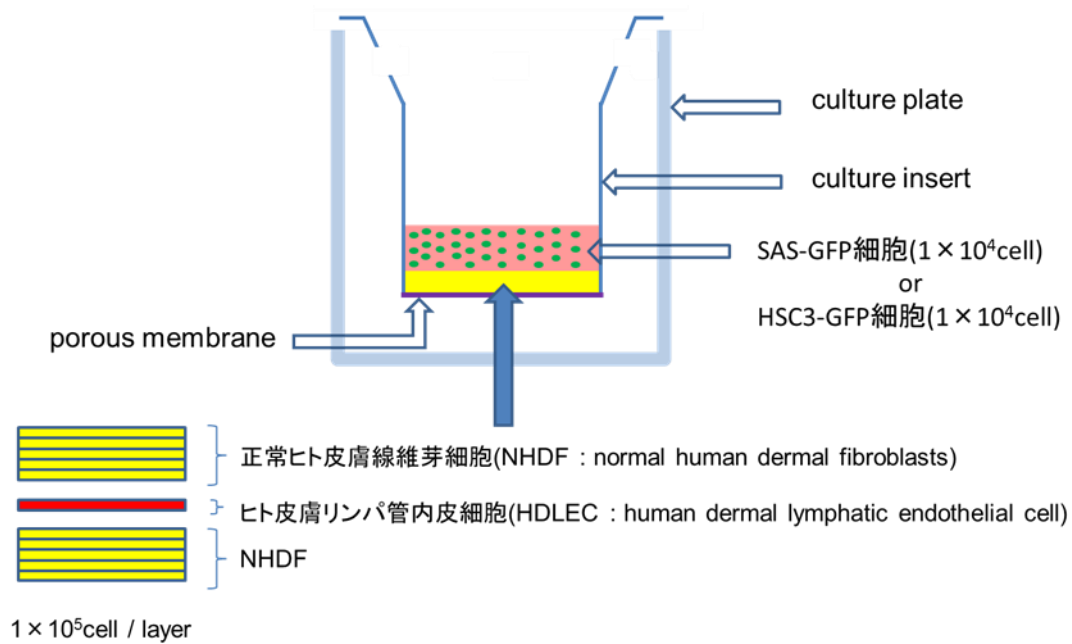 culture plate
culture insert
SAS-GFP細胞(1×10⁴cell)
or
HSC3-GFP細胞(1×10⁴cell)
porous membrane
正常ヒト皮膚線維芽細胞(NHDF : normal human dermal fibroblasts)
ヒト皮膚リンパ管内皮細胞(HDLEC : human dermal lymphatic endothelial cell)
NHDF
1×10⁵cell / layer